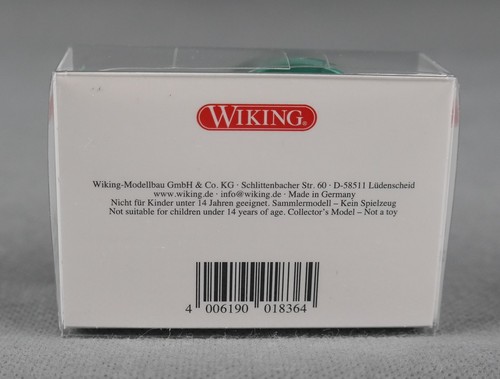 WIKING®
Wiking-Modellbau GmbH & Co. KG · Schlittenbacher Str. 60 · D-58511 Lüdenscheid
www.wiking.de · info@wiking.de · Made in Germany
Nicht für Kinder unter 14 Jahren geeignet. Sammlermodell – Kein Spielzeug
Not suitable for children under 14 years of age. Collector's Model – Not a toy
4 006190 018364